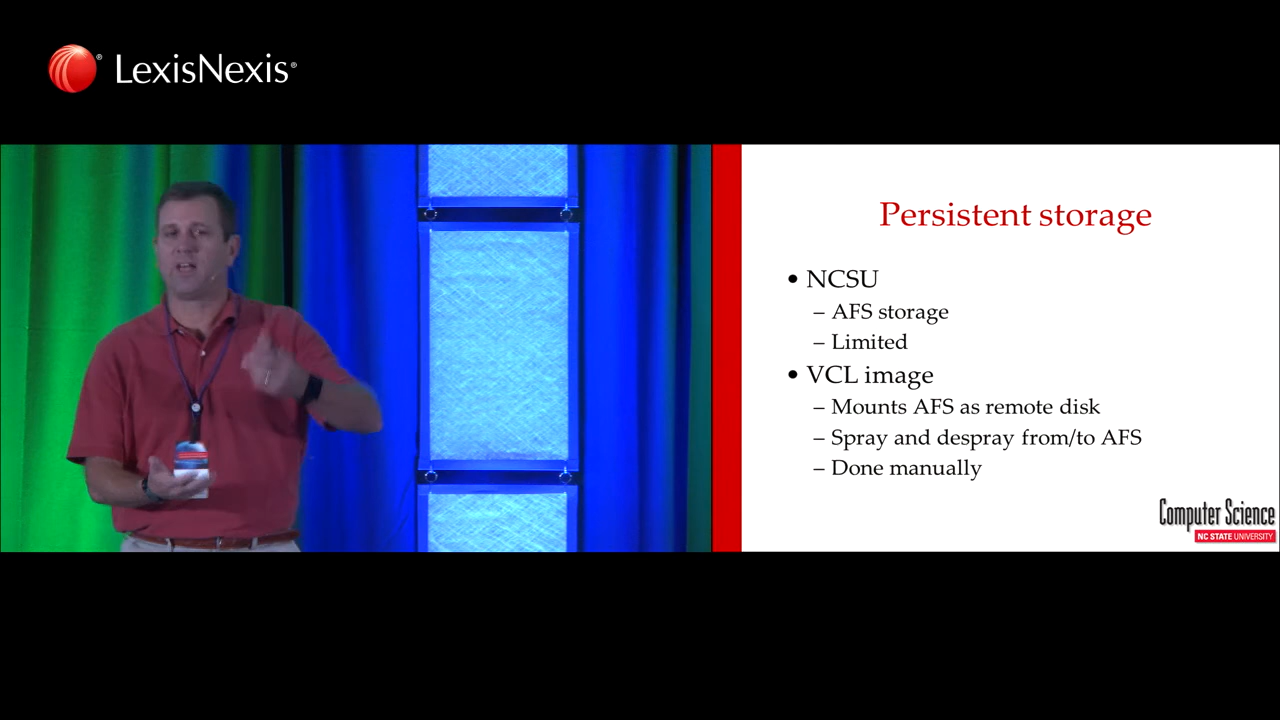 LexisNexis®
Persistent storage
• NCSU
– AFS storage
– Limited
• VCL image
– Mounts AFS as remote disk
– Spray and despray from/to AFS
– Done manually
Computer Science
NC STATE UNIVERSITY